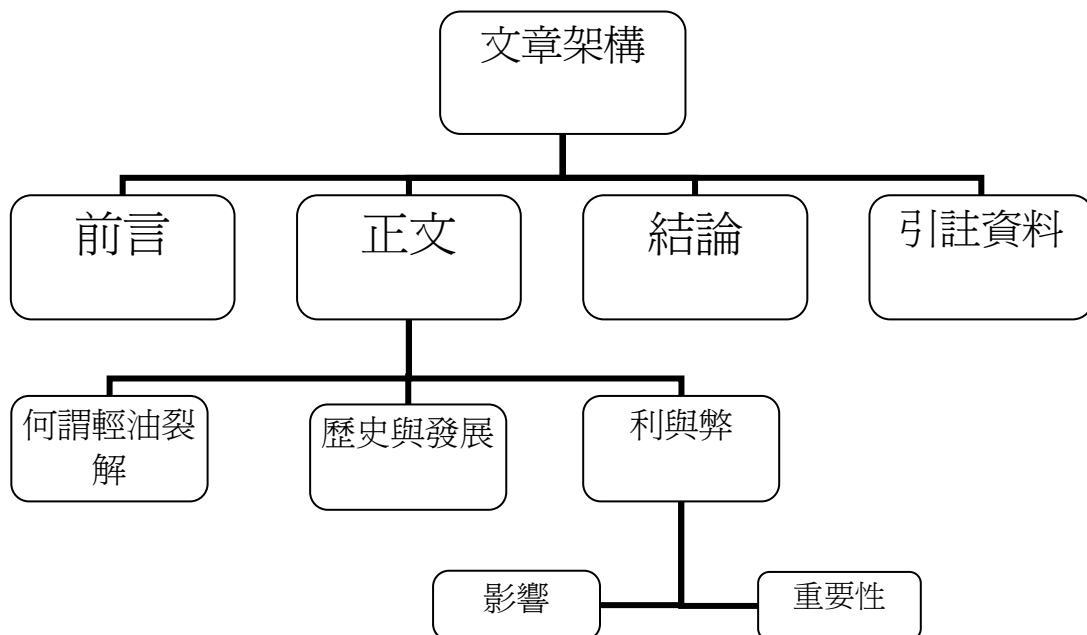 文章架構
前言
正文
結論
引註資料
何謂輕油裂
解
歷史與發展
利與弊
影響
重要性